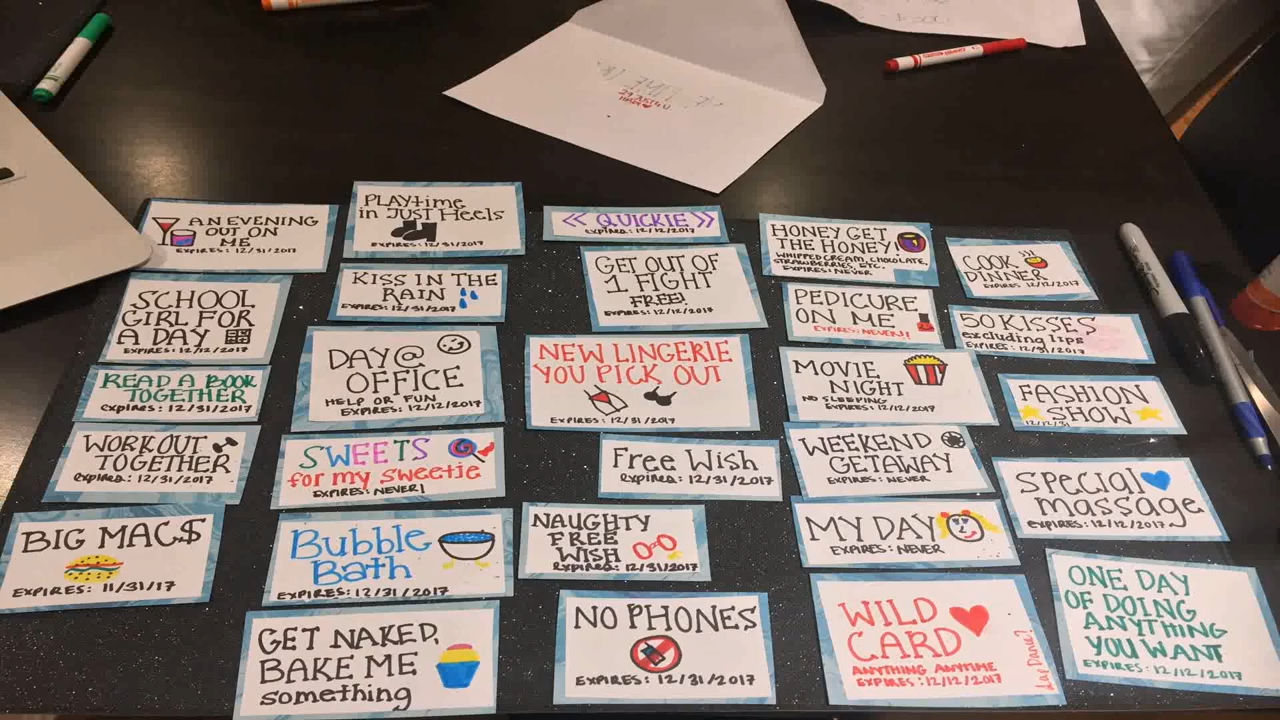 AN EVENING
OUT ON
ME
EXPIRES: 12/31/2017
PLAYtime
in JUST Heels
EXPIRES: 12/31/2017
<< QUICKIE >>
expires: 12/12/2017
HONEY GET
THE HONEY!
WHIPPED CREAM, CHOCOLATE,
STRAWBERRIES, ETC.
EXPIRES: NEVER
COOK
DINNER
EXPIRES: 12/12/2017
SCHOOL
GIRL FOR
A DAY
EXPIRES: 12/12/2017
KISS IN THE
RAIN
EXPIRES: 12/31/2017
GET OUT OF
1 FIGHT
FREE!
EXPIRES: 12/12/2017
PEDICURE
ON ME
EXPIRES: NEVER!!
50 KISSES
excluding lips
EXPIRES: 12/31/2017
READ A BOOK
TOGETHER
expires: 12/31/2017
DAY @
OFFICE
HELP OR FUN
EXPIRES: 12/12/2017
NEW LINGERIE
YOU PICK OUT
EXPIRES: 12/31/2017
MOVIE
NIGHT
NO SLEEPING
EXPIRES: 12/12/2017
FASHION
SHOW
12/12/31
WORKOUT
TOGETHER
expires: 12/12/2017
SWEETS
for my sweetie
EXPIRES: NEVER!
Free Wish
expires: 12/31/2017
WEEKEND
GETAWAY
EXPIRES: NEVER
SPECIAL
massage
EXPIRES: 12/12/2017
BIG MAC$
EXPIRES: 11/31/17
Bubble
Bath
EXPIRES: 12/31/2017
NAUGHTY
FREE
WISH
Expires: 12/31/2017
MY DAY
EXPIRES: NEVER
GET NAKED,
BAKE ME
something
NO PHONES
EXPIRES: 12/31/2017
WILD
CARD
ANYTHING ANYTIME
EXPIRES: 12/12/2017
Lap Dance?
ONE DAY
OF DOING
ANYTHING
YOU WANT
EXPIRES: 12/12/2017